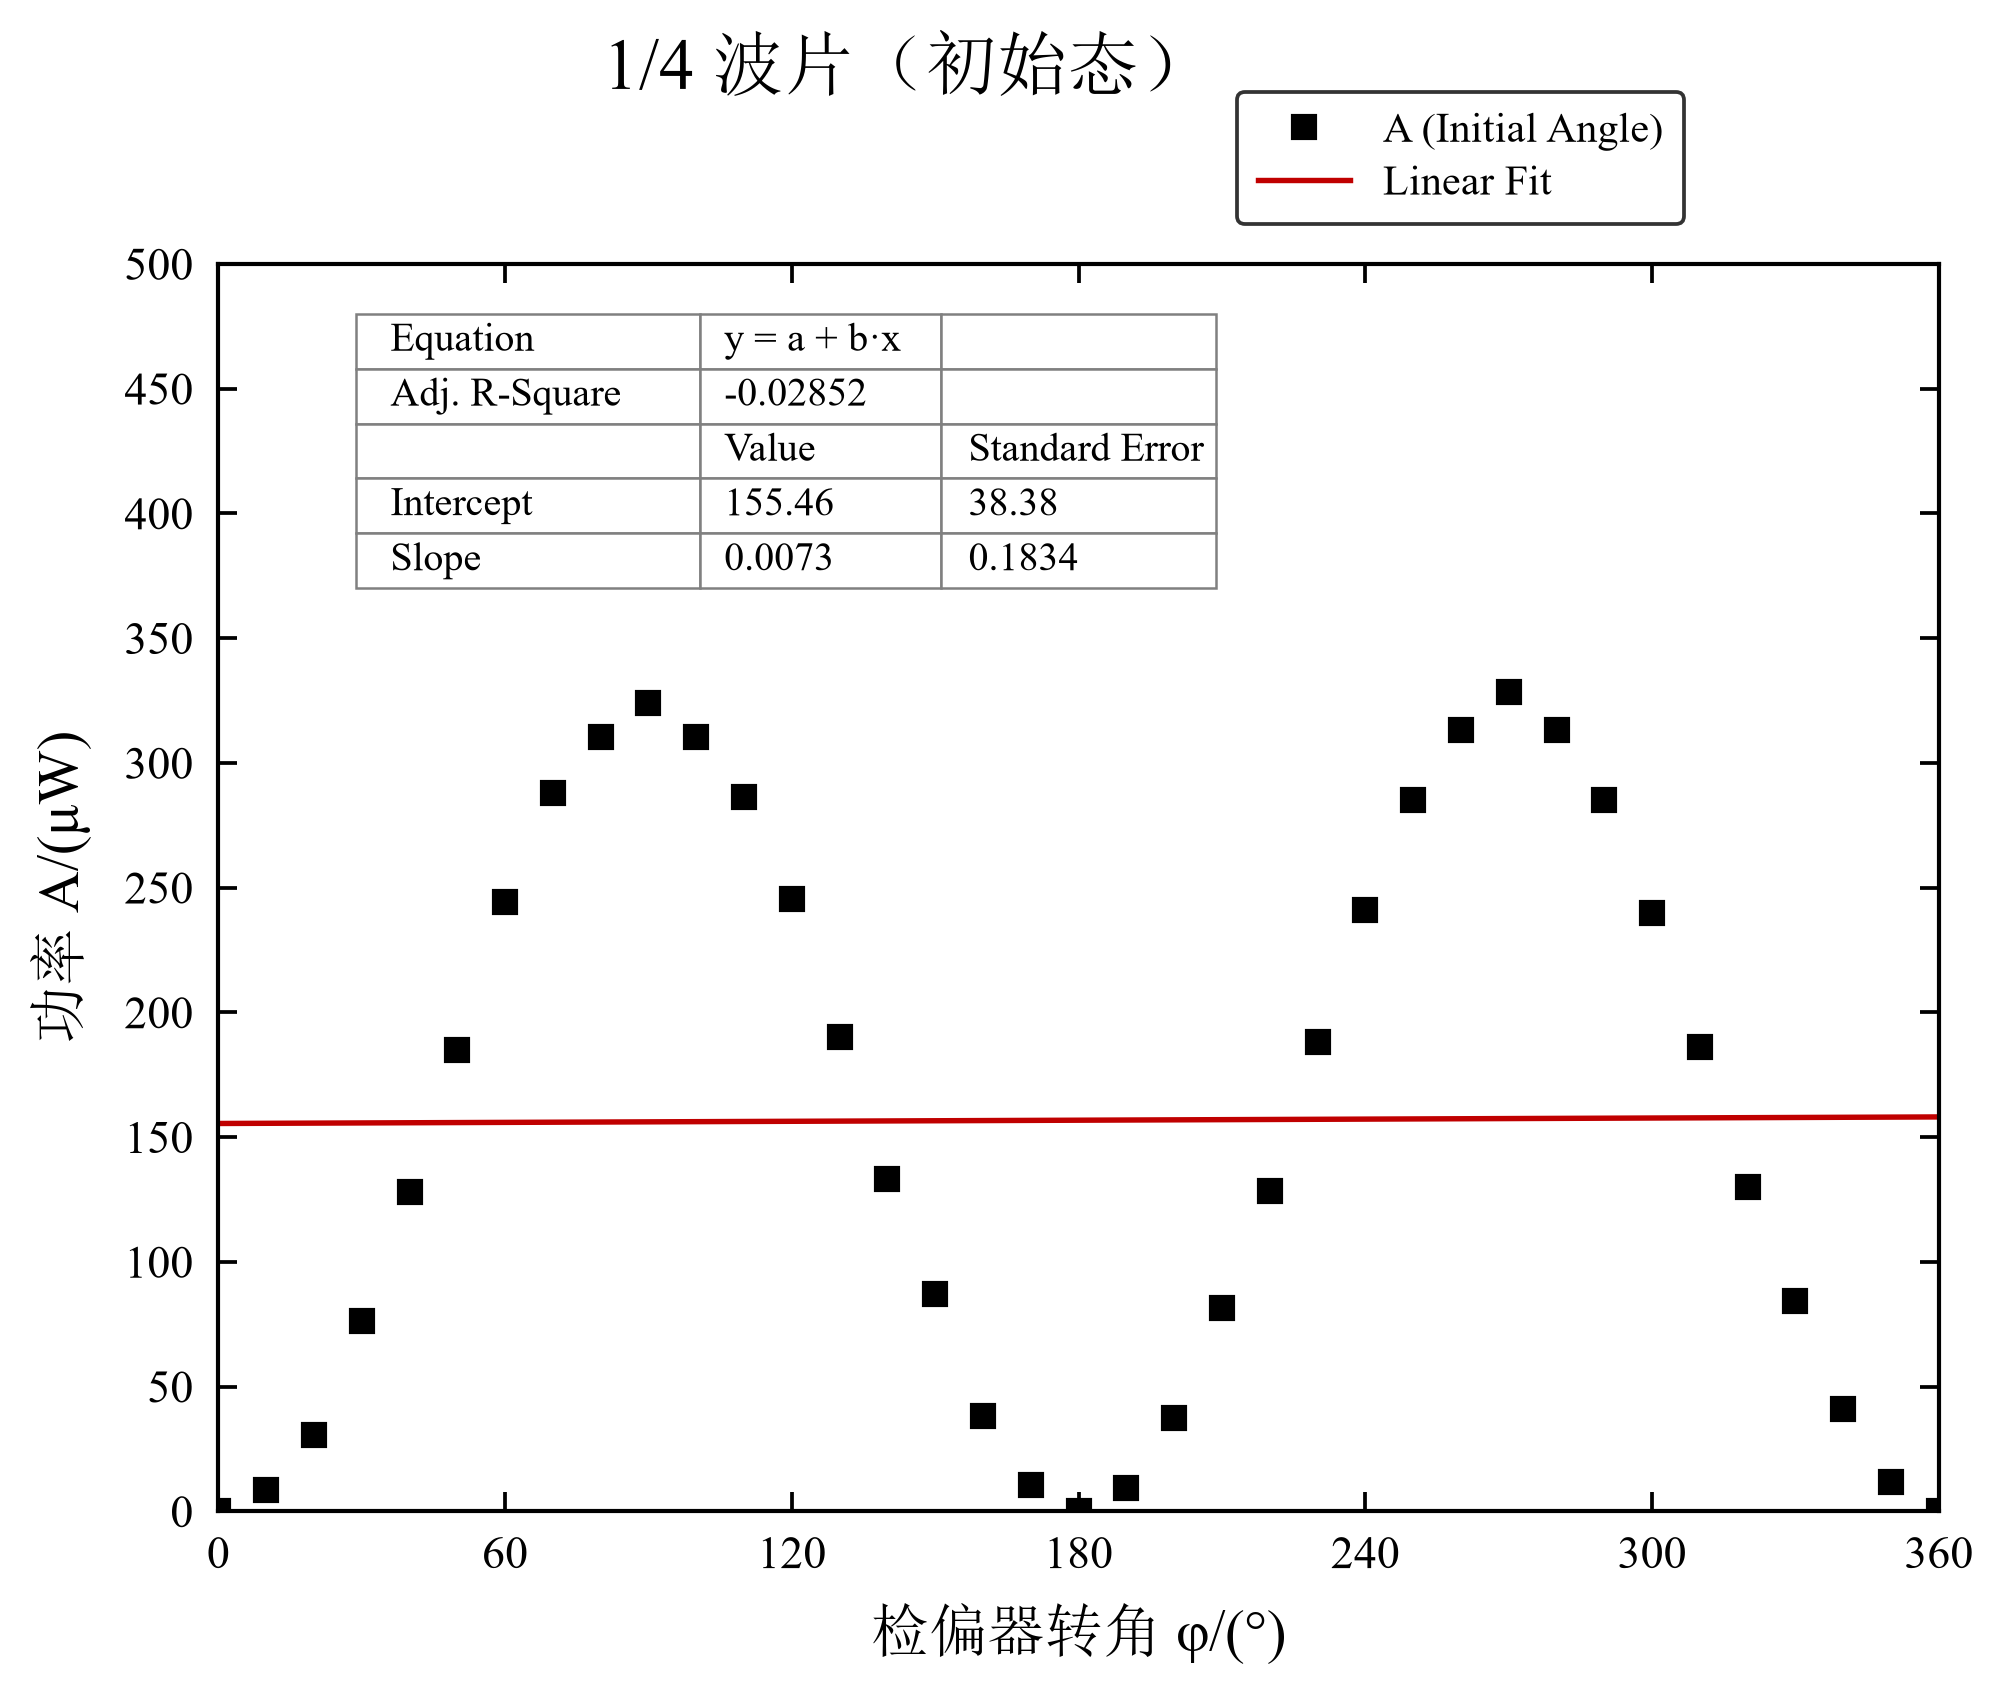 1/4 波片（初始态）
A (Initial Angle)
Linear Fit
Equation y = a + b·x
Adj. R-Square -0.02852
Value Standard Error
Intercept 155.46 38.38
Slope 0.0073 0.1834
500
450
400
350
300
250
200
150
100
50
0
功率 A/(μW)
0 60 120 180 240 300 360
检偏器转角 φ/(°)